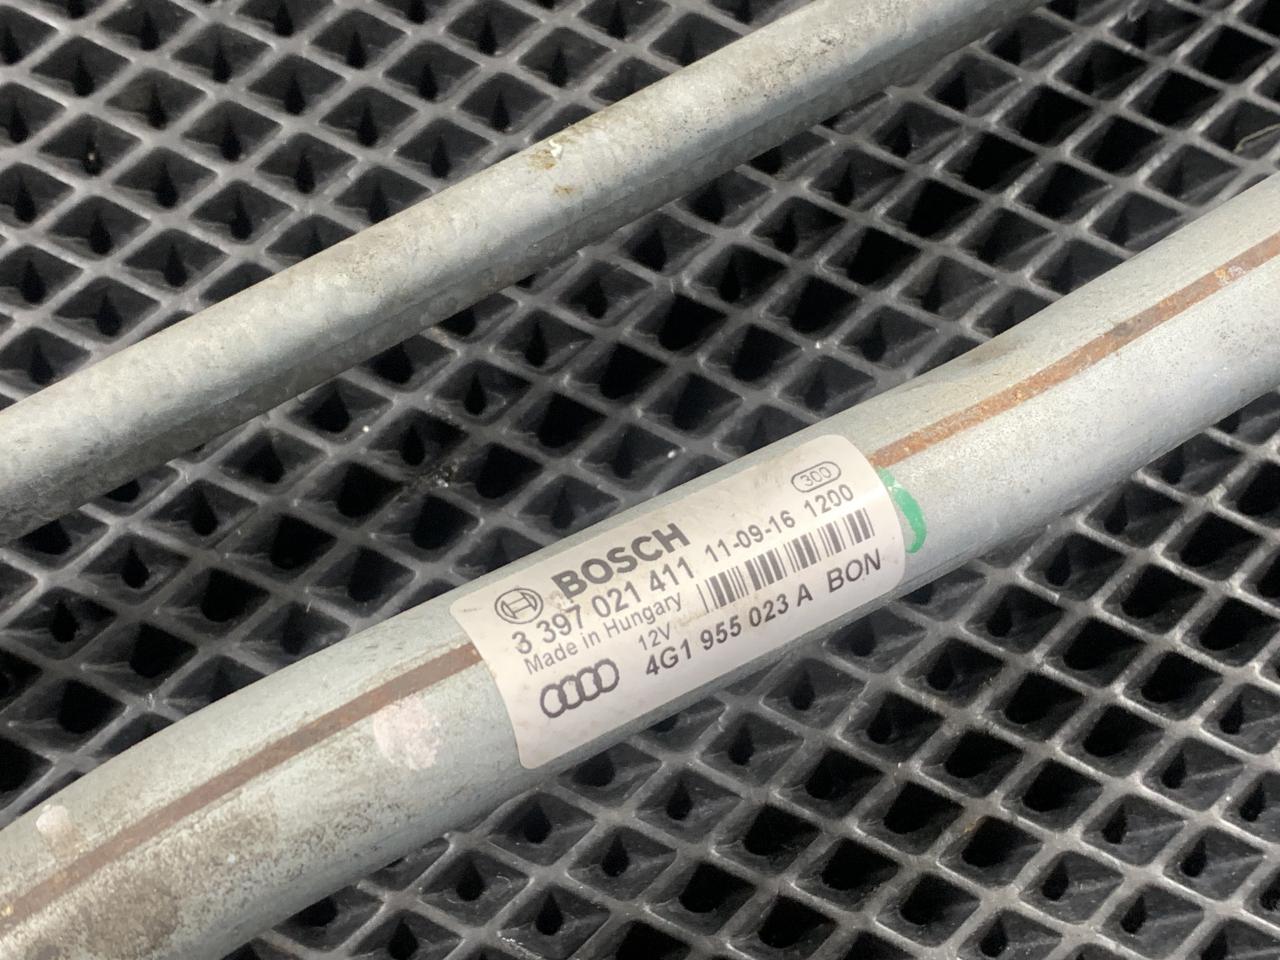 300
BOSCH
3 397 021 411 11-09-16 1200
Made in Hungary
12V
4G1 955 023 A BON